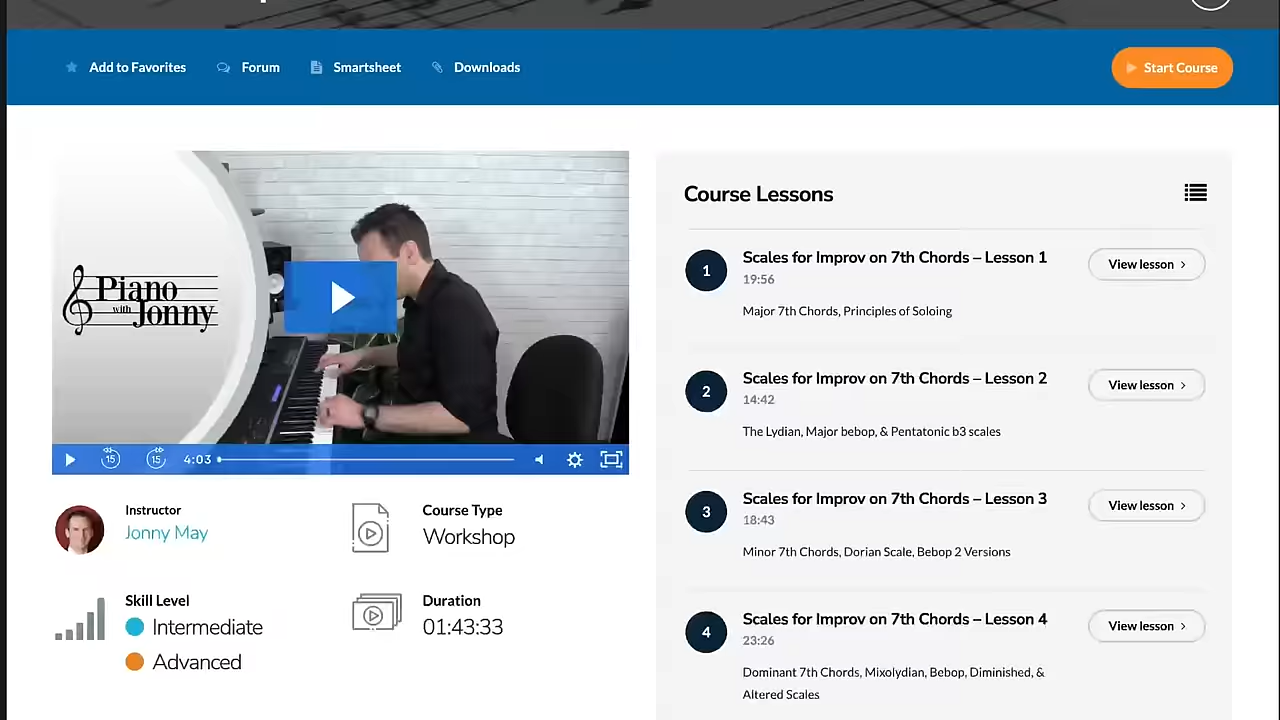 Add to Favorites
Forum
Smartsheet
Downloads
Start Course
Piano
with
Jonny
15
15
4:03
Instructor
Jonny May
Course Type
Workshop
Skill Level
Intermediate
Advanced
Duration
01:43:33
Course Lessons
1
Scales for Improv on 7th Chords – Lesson 1
19:56
Major 7th Chords, Principles of Soloing
View lesson
2
Scales for Improv on 7th Chords – Lesson 2
14:42
The Lydian, Major bebop, & Pentatonic b3 scales
View lesson
3
Scales for Improv on 7th Chords – Lesson 3
18:43
Minor 7th Chords, Dorian Scale, Bebop 2 Versions
View lesson
4
Scales for Improv on 7th Chords – Lesson 4
23:26
Dominant 7th Chords, Mixolydian, Bebop, Diminished, &
Altered Scales
View lesson